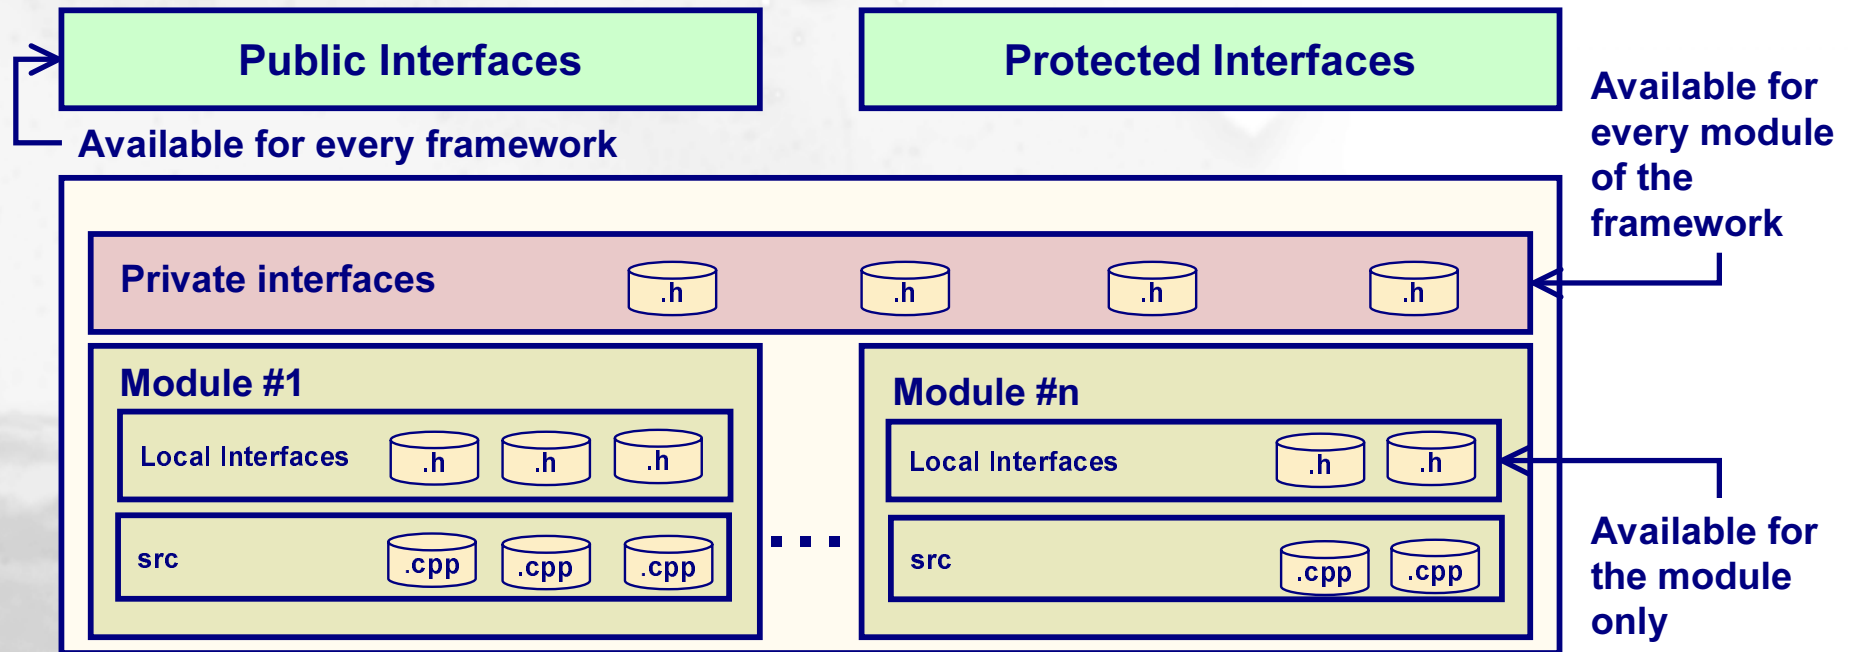 Public Interfaces
Protected Interfaces
Available for every framework
Available for
every module
of the
framework
Private interfaces
.h
.h
.h
.h
Module #1
Local Interfaces
.h
.h
.h
src
.cpp
.cpp
.cpp
Module #n
Local Interfaces
.h
.h
src
.cpp
.cpp
Available for
the module
only